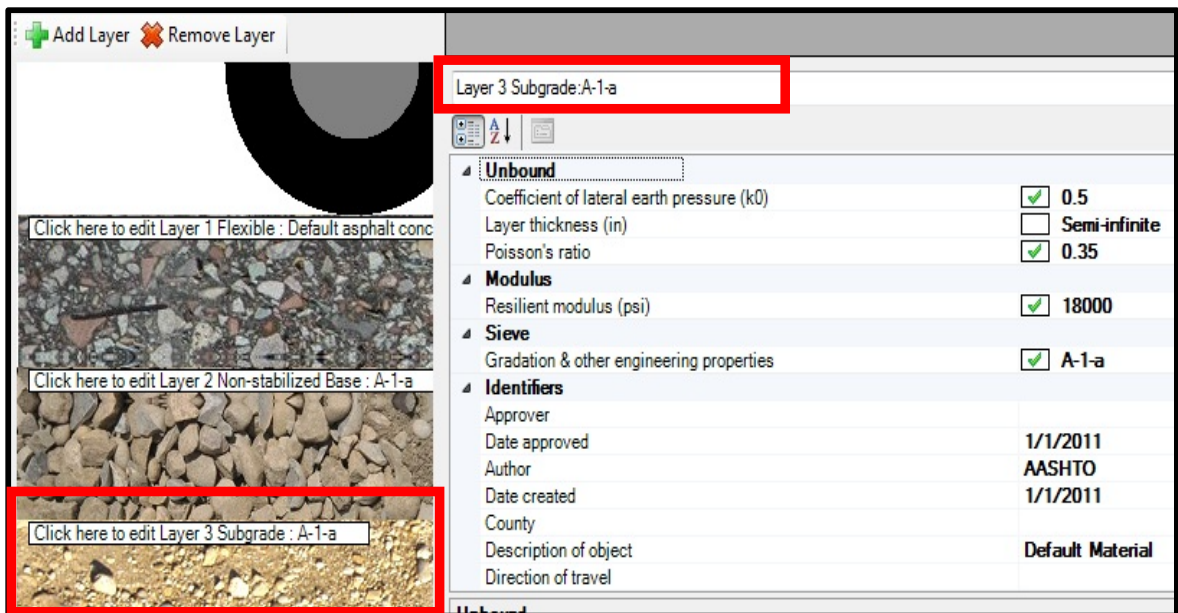 Add Layer Remove Layer
Click here to edit Layer 1 Flexible : Default asphalt conc
Click here to edit Layer 2 Non-stabilized Base : A-1-a
Click here to edit Layer 3 Subgrade : A-1-a
Layer 3 Subgrade:A-1-a
Unbound
Coefficient of lateral earth pressure (k0) 0.5
Layer thickness (in) Semi-infinite
Poisson's ratio 0.35
Modulus
Resilient modulus (psi) 18000
Sieve
Gradation & other engineering properties A-1-a
Identifiers
Approver
Date approved 1/1/2011
Author AASHTO
Date created 1/1/2011
County
Description of object Default Material
Direction of travel
Unbound